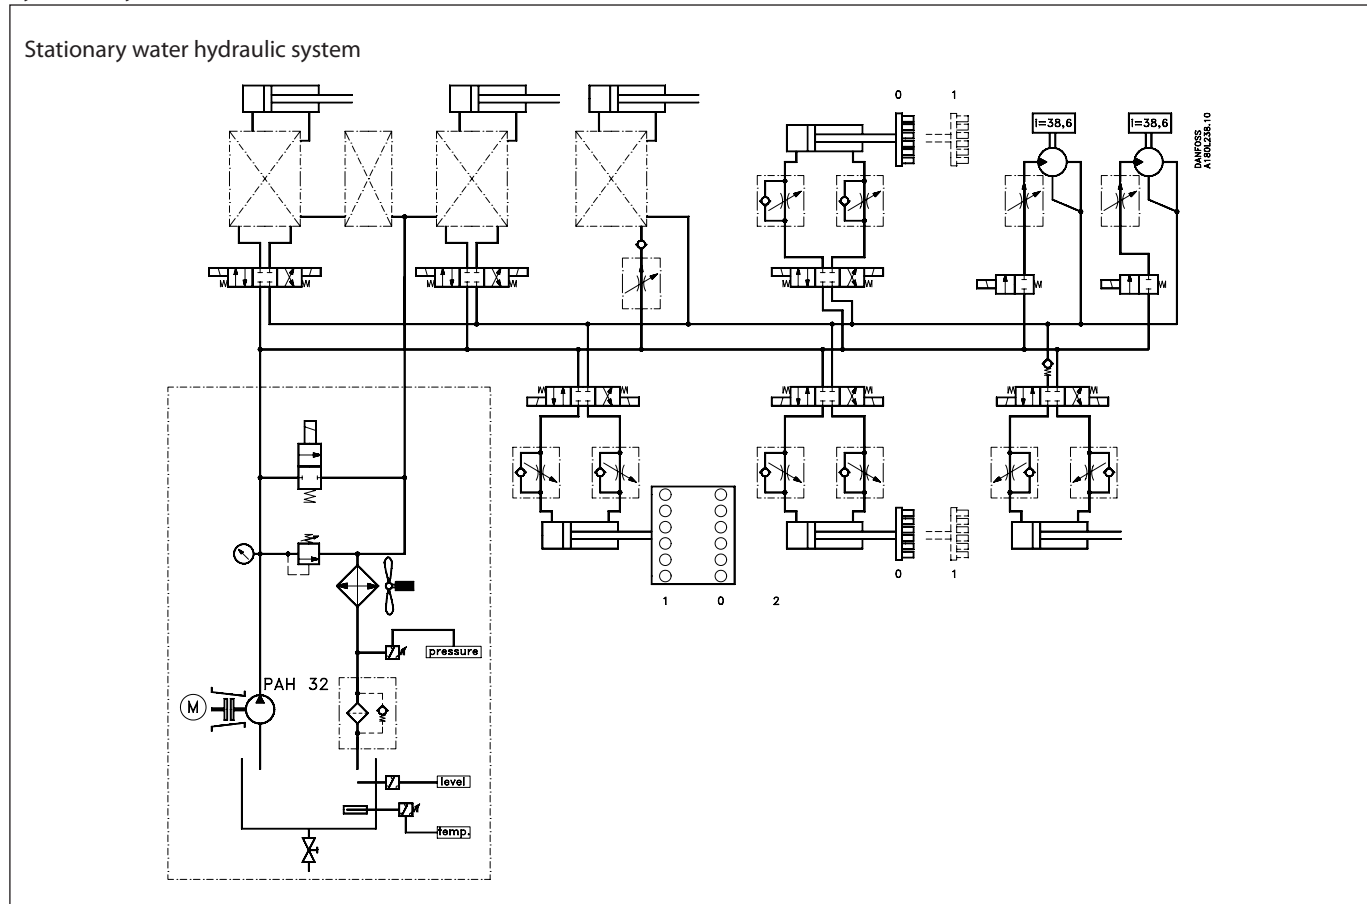 Stationary water hydraulic system
0 1
i=38,6 i=38,6
DANFOSS
A180L238.10
pressure
PAH 32
M
level
temp.
1 0 2
0 1